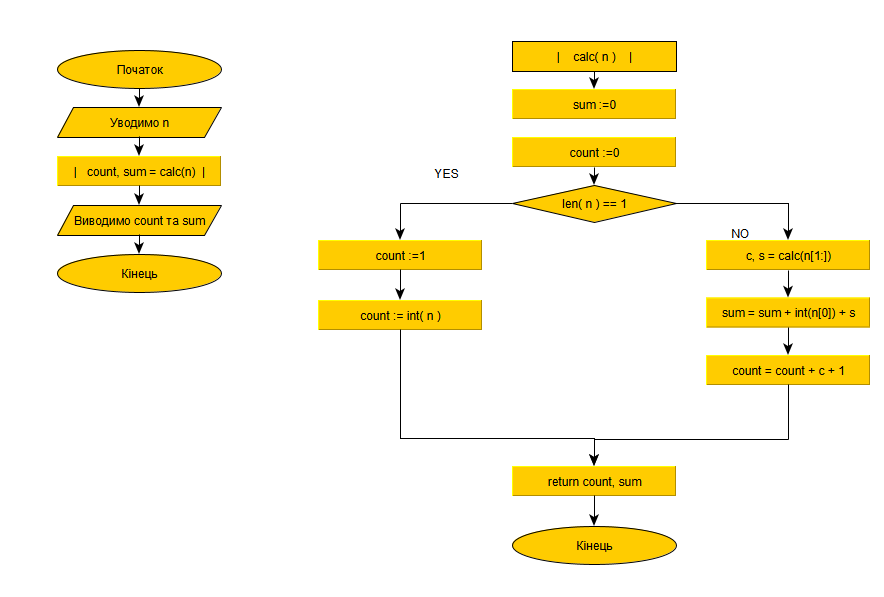 Початок
Уводимо n
| count, sum = calc(n) |
Виводимо count та sum
Кінець
| calc( n ) |
sum :=0
count :=0
len( n ) == 1
YES
count :=1
count := int( n )
NO
c, s = calc(n[1:])
sum = sum + int(n[0]) + s
count = count + c + 1
return count, sum
Кінець